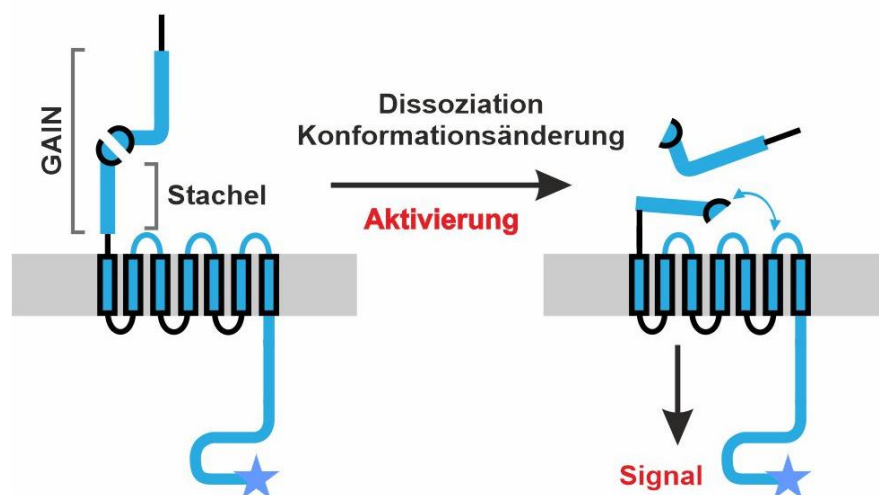 GAIN
Stachel
Dissoziation
Konformationsänderung
Aktivierung
Signal